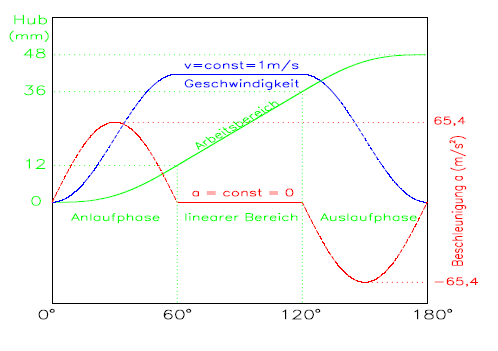 Hub
(mm)
48
v=const=1m/s
36
Geschwindigkeit
65,4
Arbeitsbereich
Beschleunigung a (m/s²)
12
a = const = 0
0
Anlaufphase
linearer Bereich
Auslaufphase
-65,4
0°
60°
120°
180°